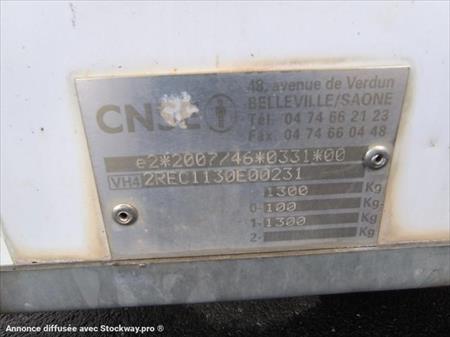 48, avenue de Verdun
BELLEVILLE/SAONE
Tél. 04 74 66 21 23
Fax. 04 74 66 04 48
CNSE
e2*2007/46*0331*00
VH4 2REC1130E00231
1300 Kg
0- 100 Kg
1- 1300 Kg
2- Kg
Annonce diffusée avec Stockway.pro ®